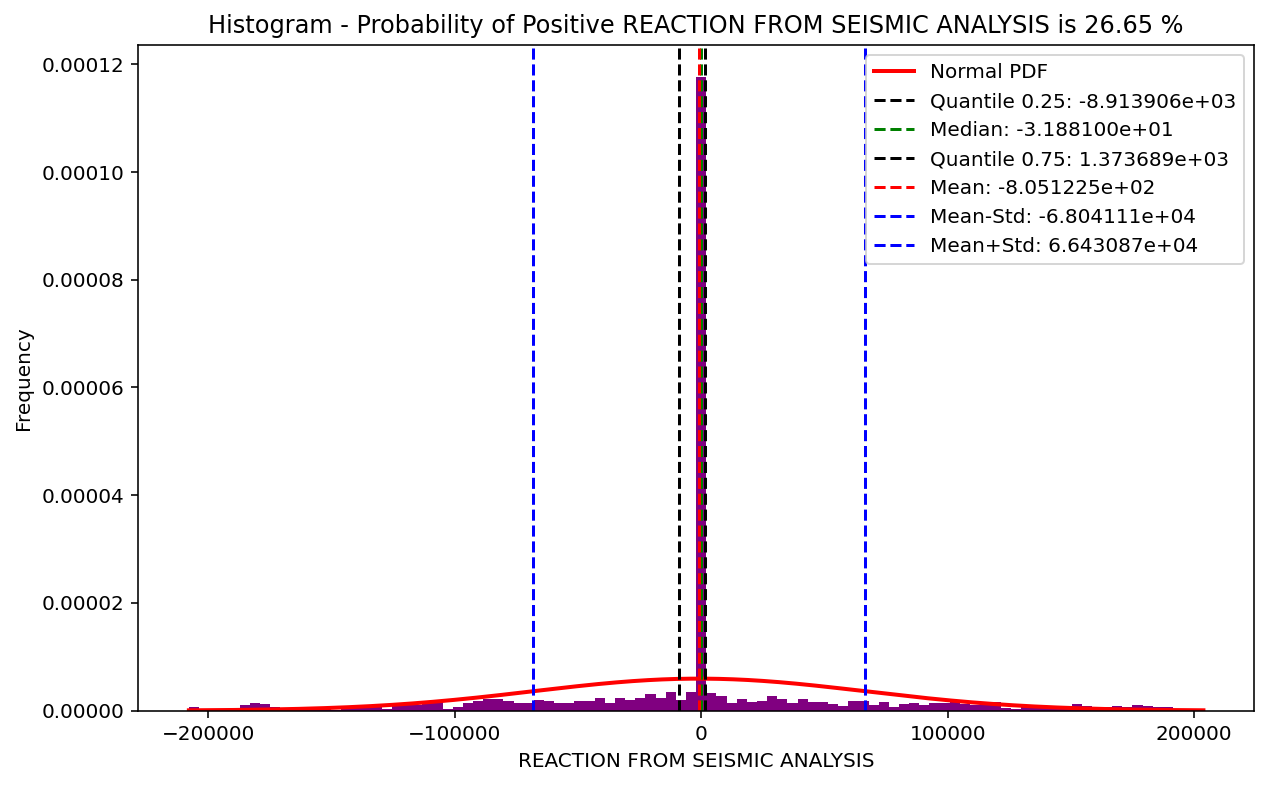 Histogram - Probability of Positive REACTION FROM SEISMIC ANALYSIS is 26.65 %
Normal PDF
Quantile 0.25: -8.913906e+03
Median: -3.188100e+01
Quantile 0.75: 1.373689e+03
Mean: -8.051225e+02
Mean-Std: -6.804111e+04
Mean+Std: 6.643087e+04
Frequency
0.00012
0.00010
0.00008
0.00006
0.00004
0.00002
0.00000
−200000
−100000
0
100000
200000
REACTION FROM SEISMIC ANALYSIS